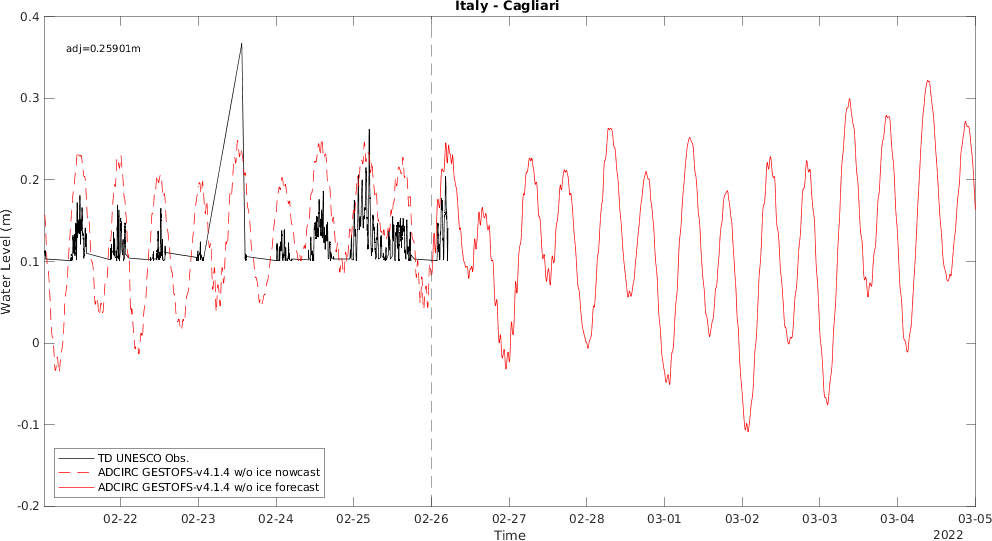 Italy - Cagliari
adj=0.25901m
0.4
0.3
0.2
0.1
0
-0.1
-0.2
Water Level (m)
TD UNESCO Obs.
ADCIRC GESTOFS-v4.1.4 w/o ice nowcast
ADCIRC GESTOFS-v4.1.4 w/o ice forecast
02-22 02-23 02-24 02-25 02-26 02-27 02-28 03-01 03-02 03-03 03-04 03-05
Time
2022